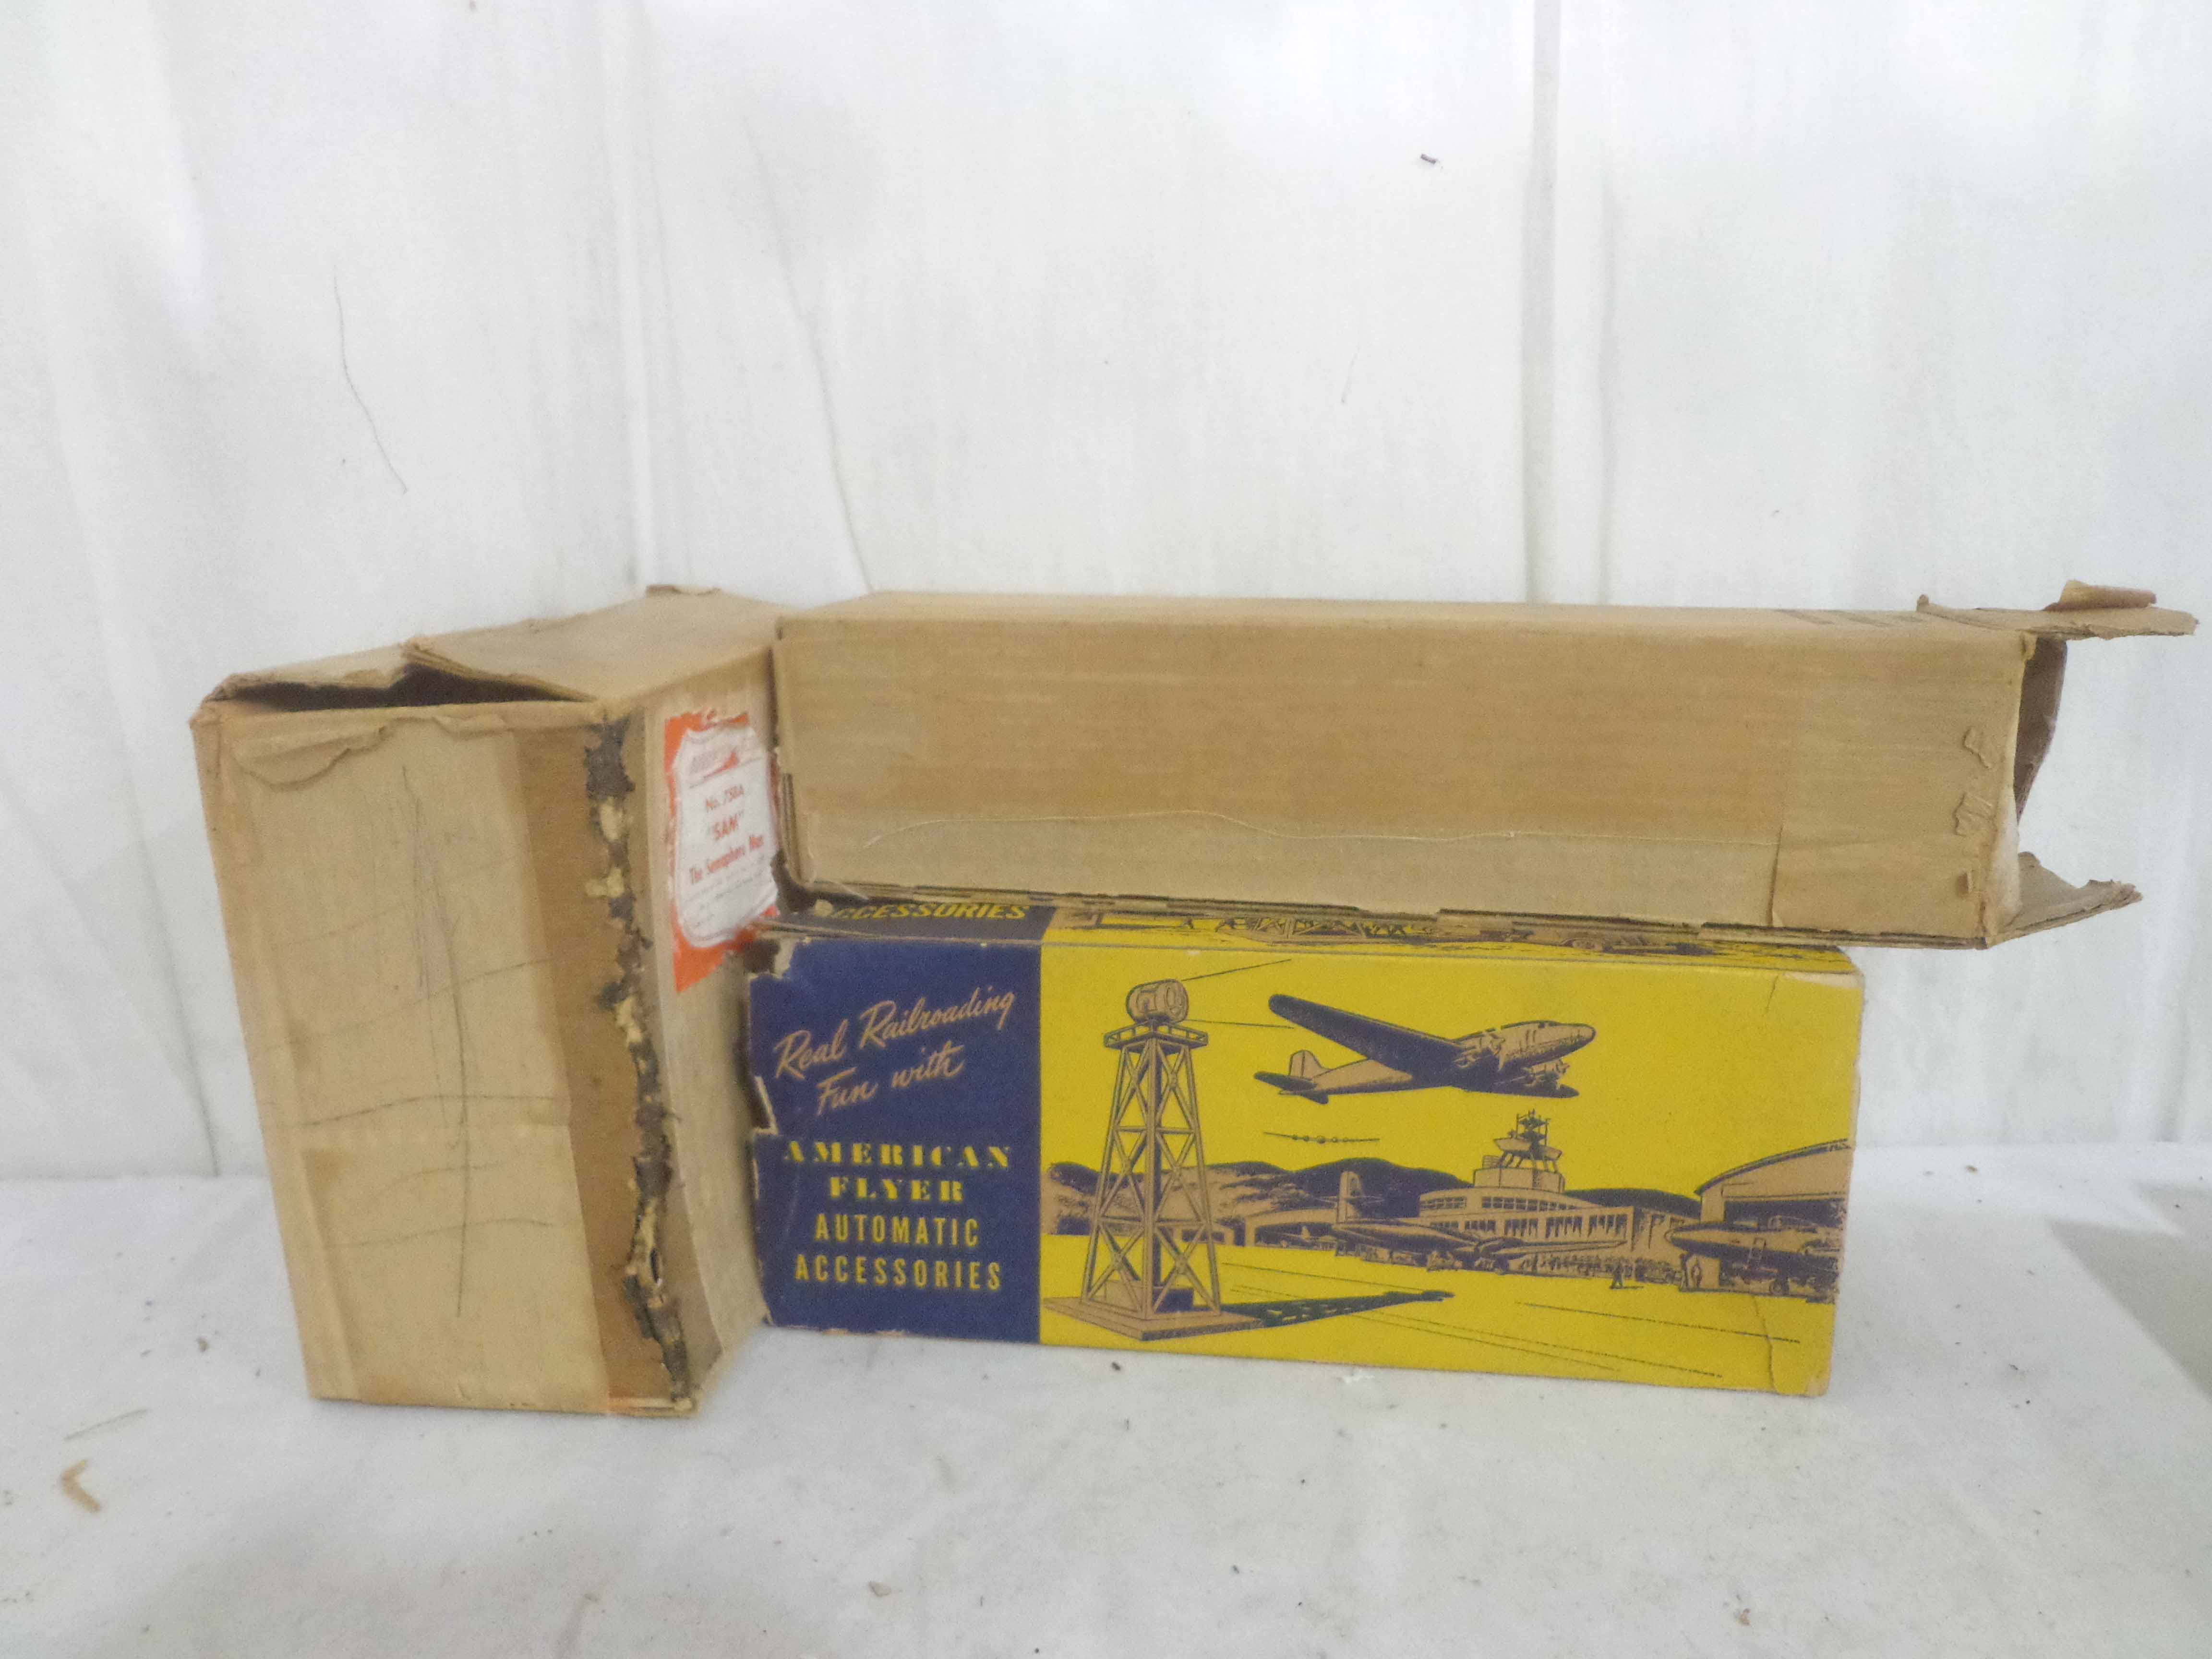 No. 758A
"SAM"
The Semaphore Man
ACCESSORIES
Real Railroading
Fun with
AMERICAN
FLYER
AUTOMATIC
ACCESSORIES